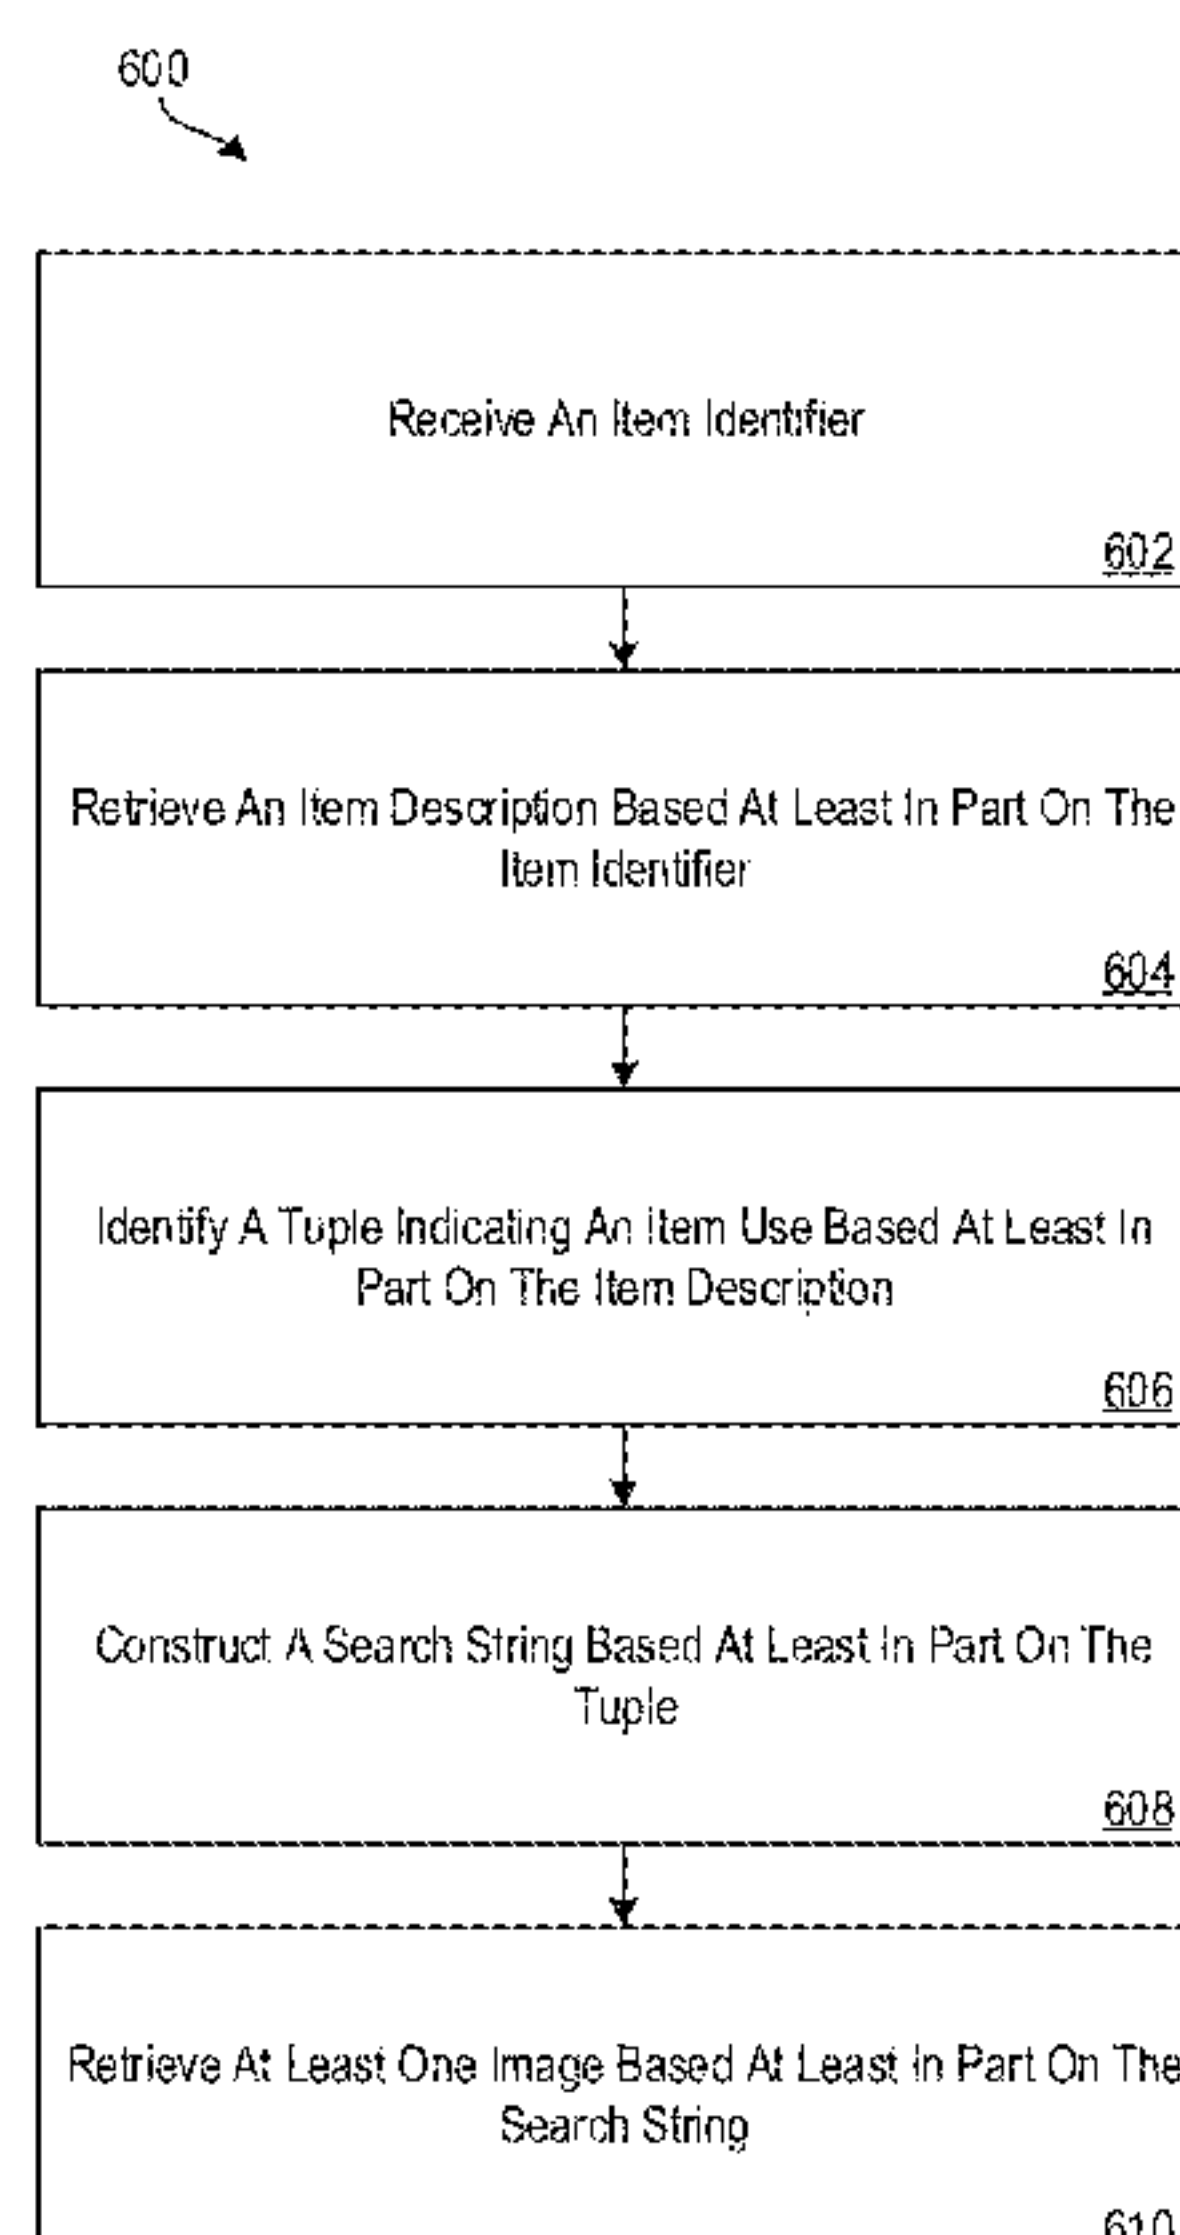 600
Receive An Item Identifier
602
Retrieve An Item Description Based At Least In Part On The
Item Identifier
604
Identify A Tuple Indicating An Item Use Based At Least In
Part On The Item Description
606
Construct A Search String Based At Least In Part On The
Tuple
608
Retrieve At Least One Image Based At Least In Part On The
Search String
610